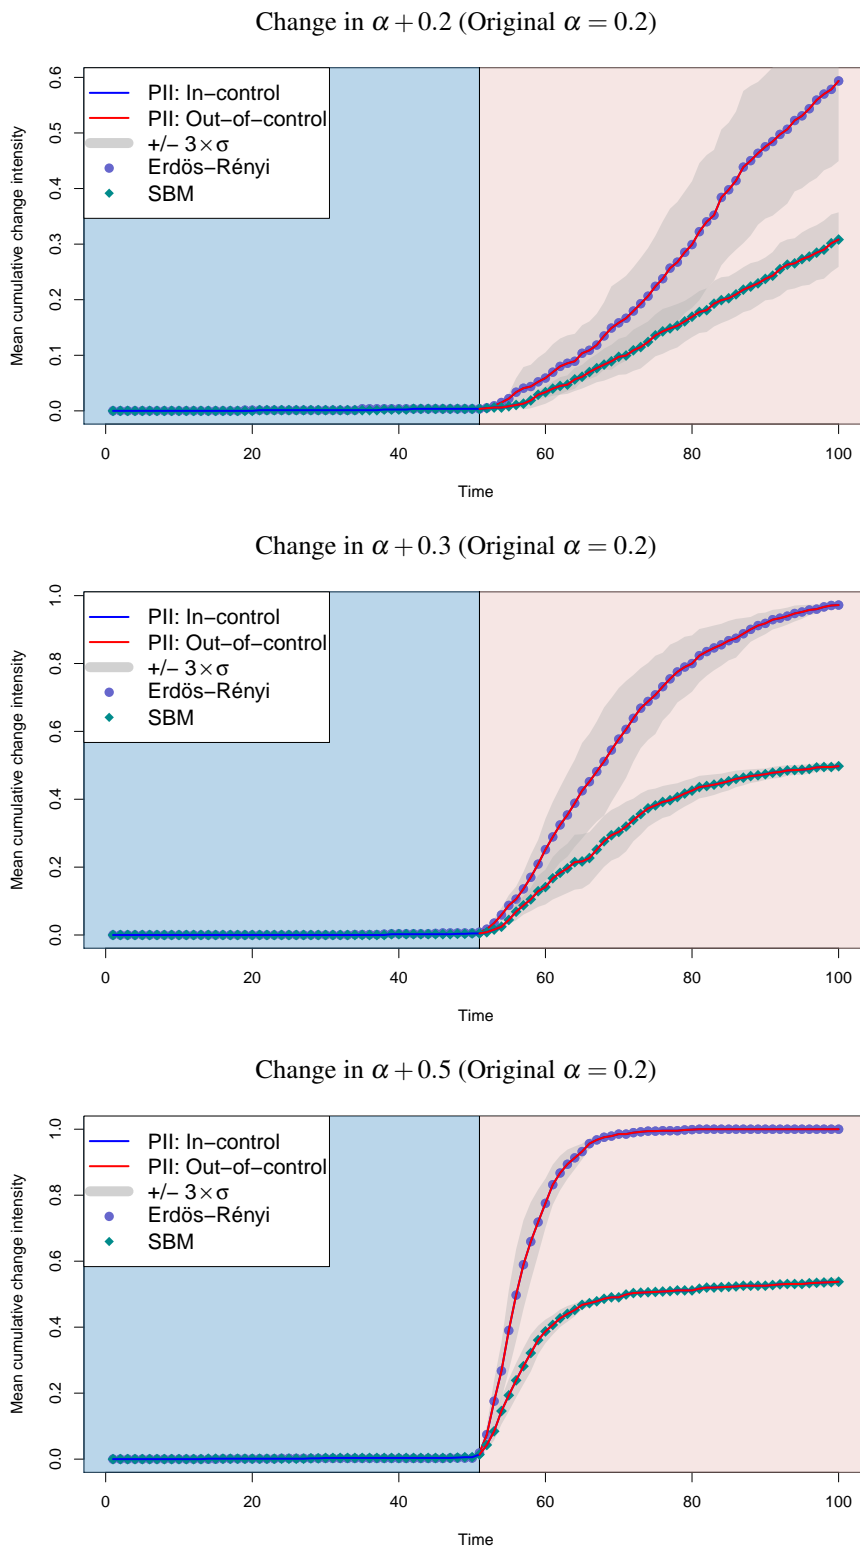 Change in α + 0.2 (Original α = 0.2)
Mean cumulative change intensity
0.0
0.1
0.2
0.3
0.4
0.5
0.6
PII: In−control
PII: Out−of−control
+/− 3×σ
Erdös−Rényi
SBM
0 20 40 60 80 100
Time
Change in α + 0.3 (Original α = 0.2)
Mean cumulative change intensity
0.0
0.2
0.4
0.6
0.8
1.0
PII: In−control
PII: Out−of−control
+/− 3×σ
Erdös−Rényi
SBM
0 20 40 60 80 100
Time
Change in α + 0.5 (Original α = 0.2)
Mean cumulative change intensity
0.0
0.2
0.4
0.6
0.8
1.0
PII: In−control
PII: Out−of−control
+/− 3×σ
Erdös−Rényi
SBM
0 20 40 60 80 100
Time